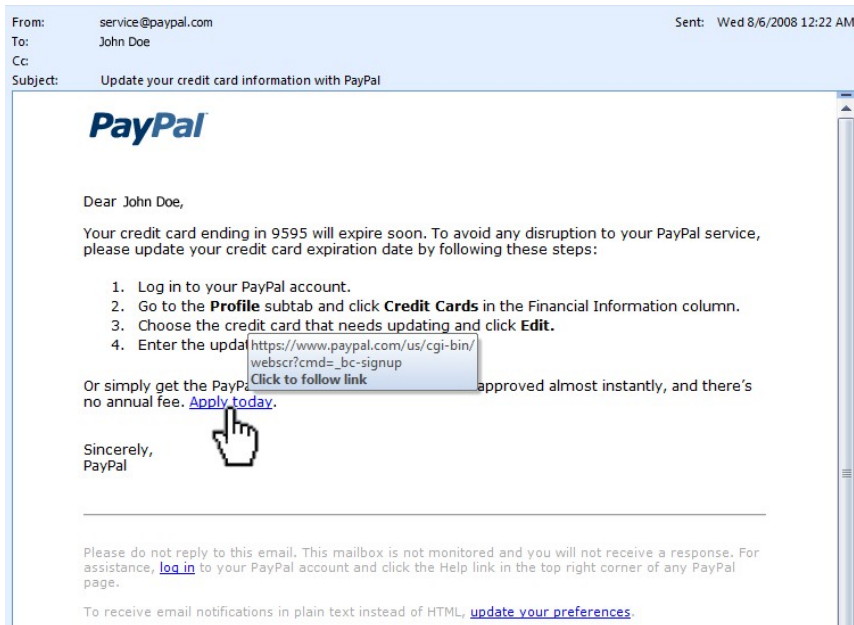 From: service@paypal.com Sent: Wed 8/6/2008 12:22 AM
To: John Doe
Cc:
Subject: Update your credit card information with PayPal
PayPal
Dear John Doe,
Your credit card ending in 9595 will expire soon. To avoid any disruption to your PayPal service,
please update your credit card expiration date by following these steps:
1. Log in to your PayPal account.
2. Go to the Profile subtab and click Credit Cards in the Financial Information column.
3. Choose the credit card that needs updating and click Edit.
4. Enter the
https://www.paypal.com/us/cgi-bin/
webscr?cmd=_bc-signup
Click to follow link
Or simply get the approved almost instantly, and there's
no annual fee. Apply today.
Sincerely,
PayPal
Please do not reply to this email. This mailbox is not monitored and you will not receive a response. For
assistance, log in to your PayPal account and click the Help link in the top right corner of any PayPal
page.
To receive email notifications in plain text instead of HTML, update your preferences.